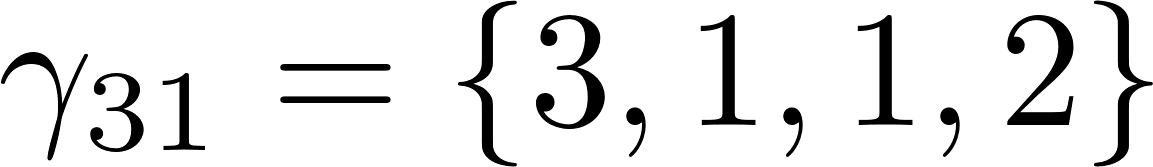 γ₃₁ = {3, 1, 1, 2}